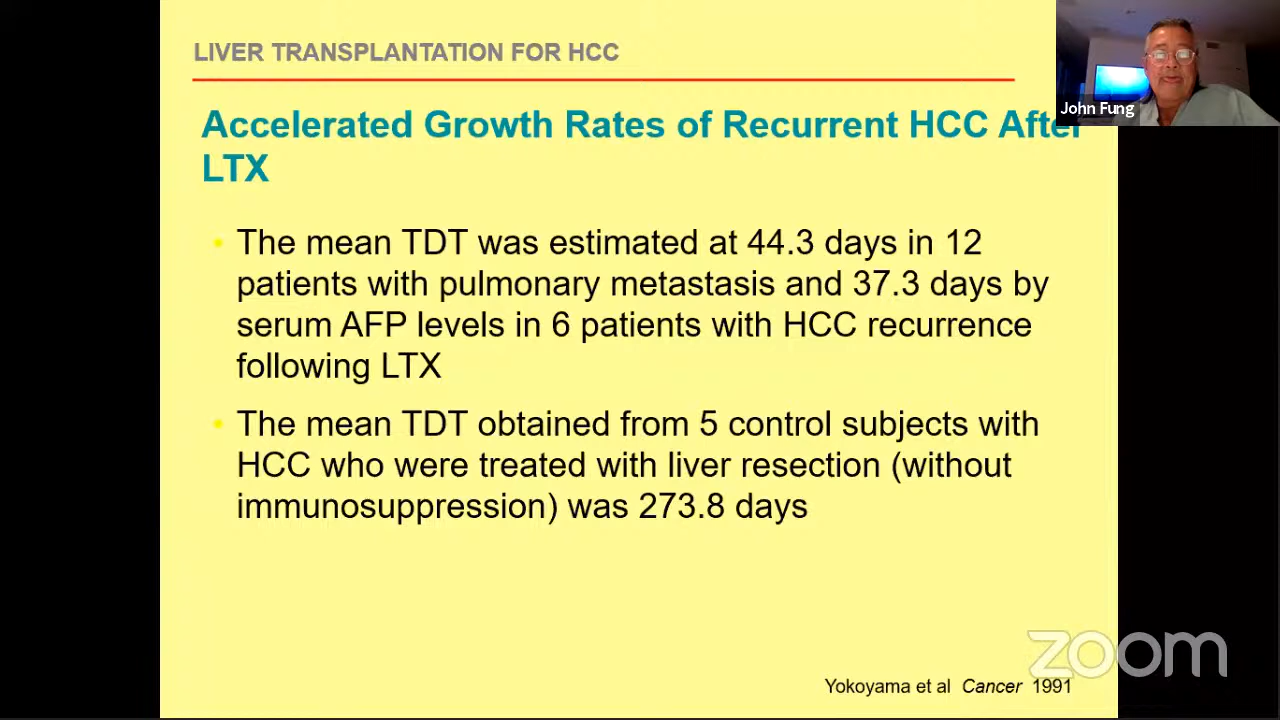 LIVER TRANSPLANTATION FOR HCC
John Fung
Accelerated Growth Rates of Recurrent HCC After
LTX
• The mean TDT was estimated at 44.3 days in 12
patients with pulmonary metastasis and 37.3 days by
serum AFP levels in 6 patients with HCC recurrence
following LTX
• The mean TDT obtained from 5 control subjects with
HCC who were treated with liver resection (without
immunosuppression) was 273.8 days
zoom
Yokoyama et al Cancer 1991